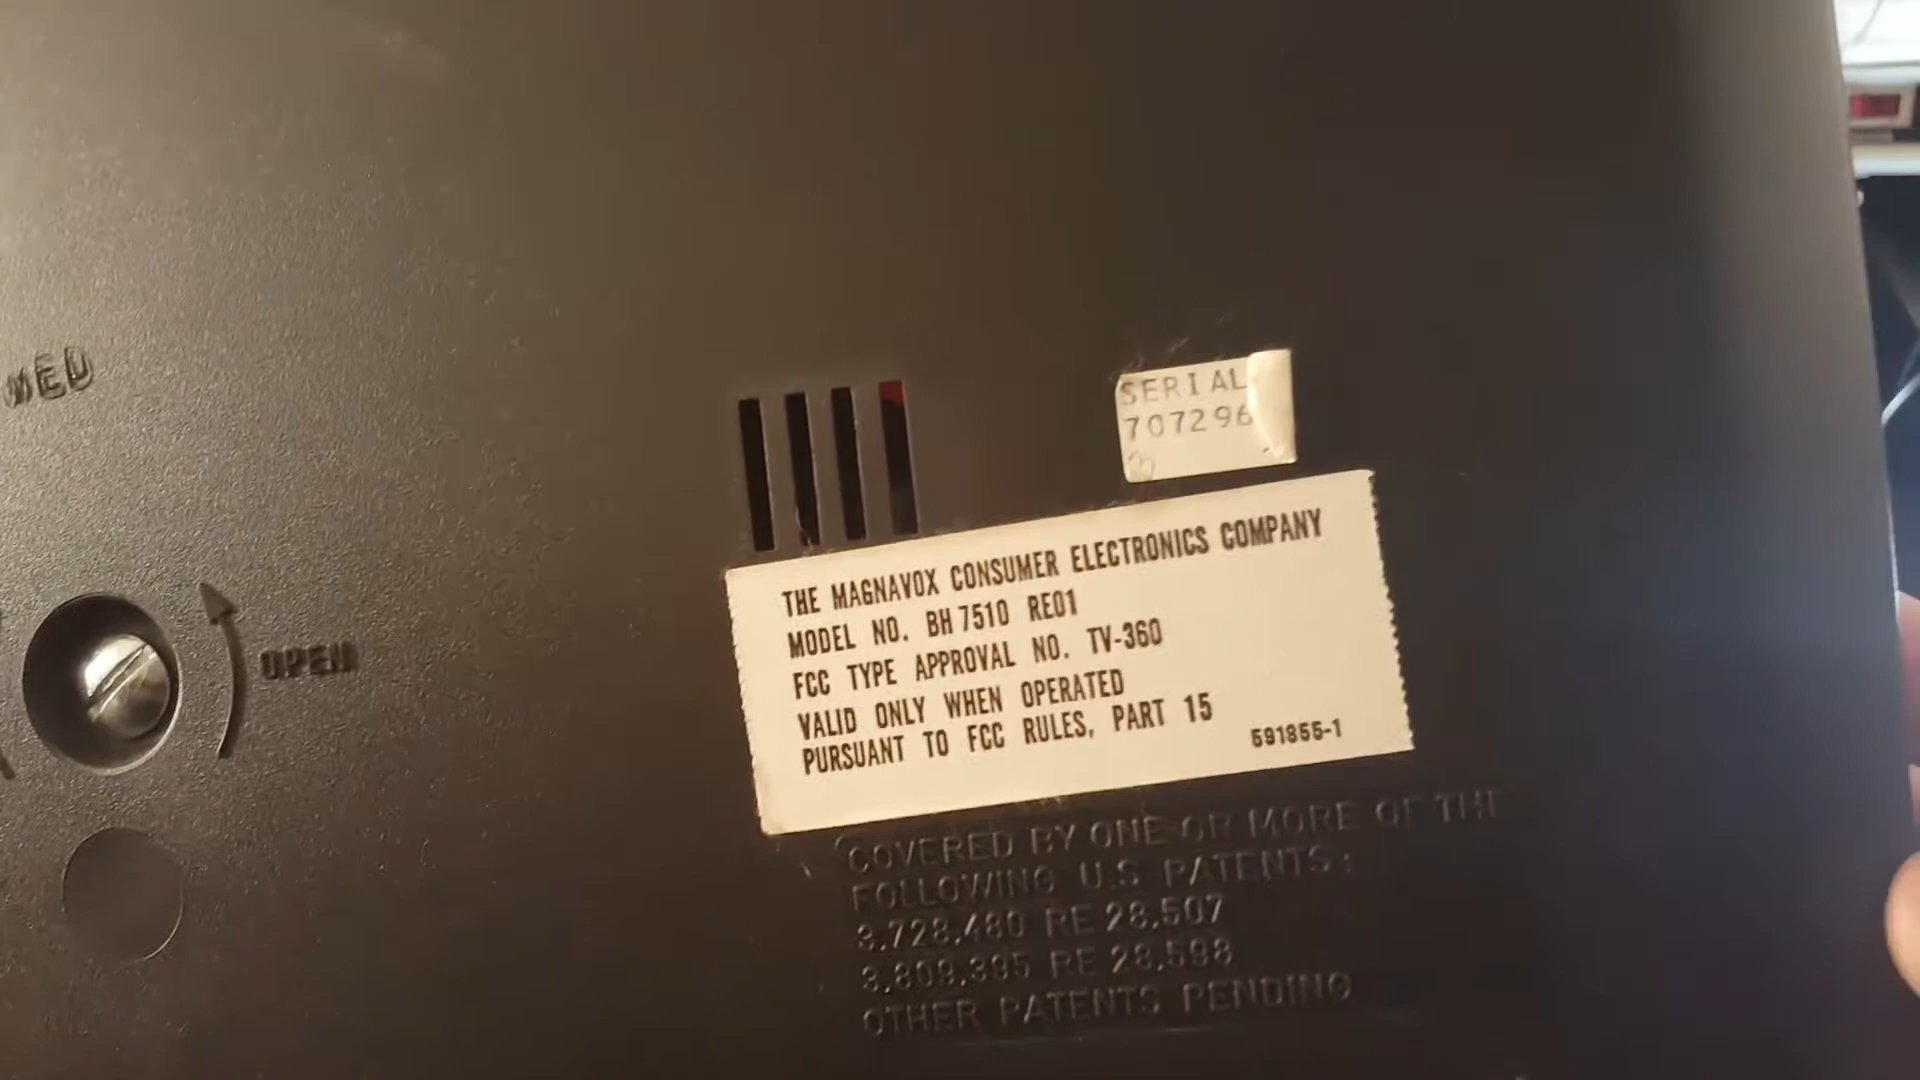 MED
OPEN
SERIAL
707296
3
THE MAGNAVOX CONSUMER ELECTRONICS COMPANY
MODEL NO. BH 7510 RE01
FCC TYPE APPROVAL NO. TV-360
VALID ONLY WHEN OPERATED
PURSUANT TO FCC RULES, PART 15
591855-1
COVERED BY ONE OR MORE OF THE
FOLLOWING U.S. PATENTS:
3,728,480 RE 28,507
3,809,395 RE 28,598
OTHER PATENTS PENDING